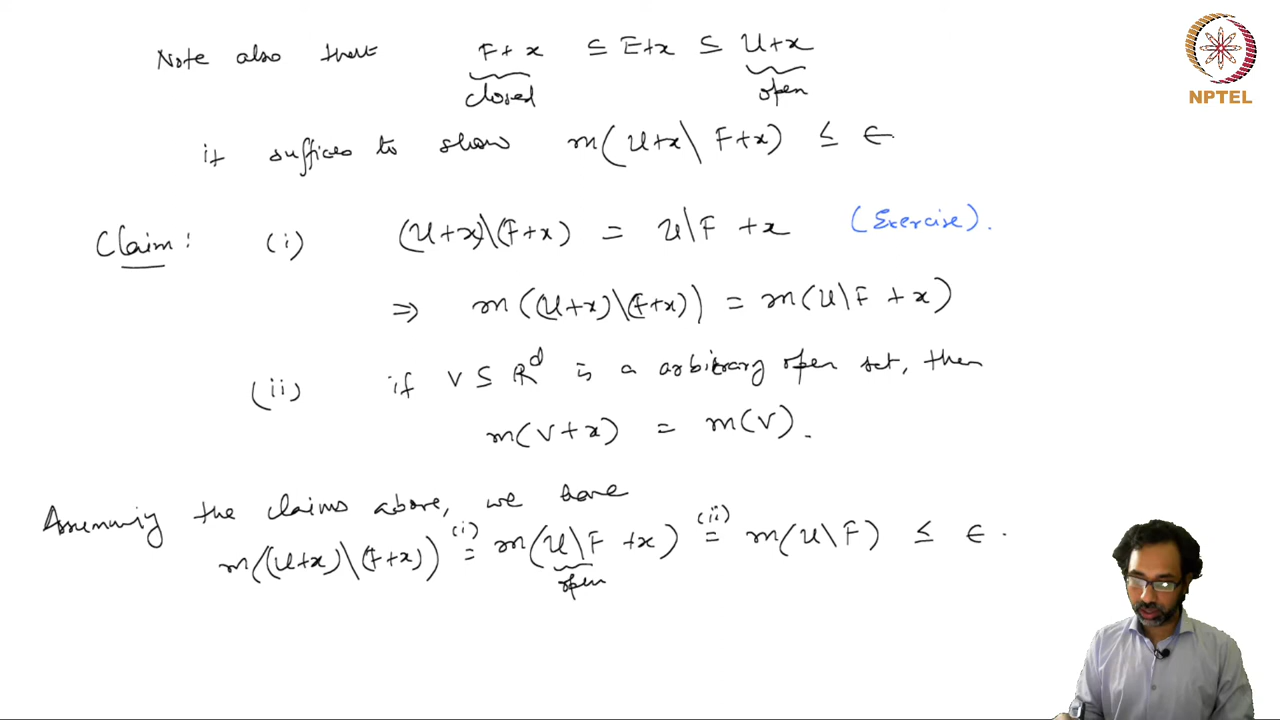 Note also that F+x ⊆ E+x ⊆ U+x
closed open
it suffices to show m(U+x\F+x) ≤ ε
NPTEL
Claim: (i) (U+x)\(F+x) = U\F +x (Exercise).
⇒ m((U+x)\(F+x)) = m(U\F +x)
(ii) if V ⊆ ℝ^d is a arbitrary open set, then
m(V+x) = m(V).
Assuming the claims above, we have
m((U+x)\(F+x)) (i)= m(U\F +x) (ii)= m(U\F) ≤ ε.
open